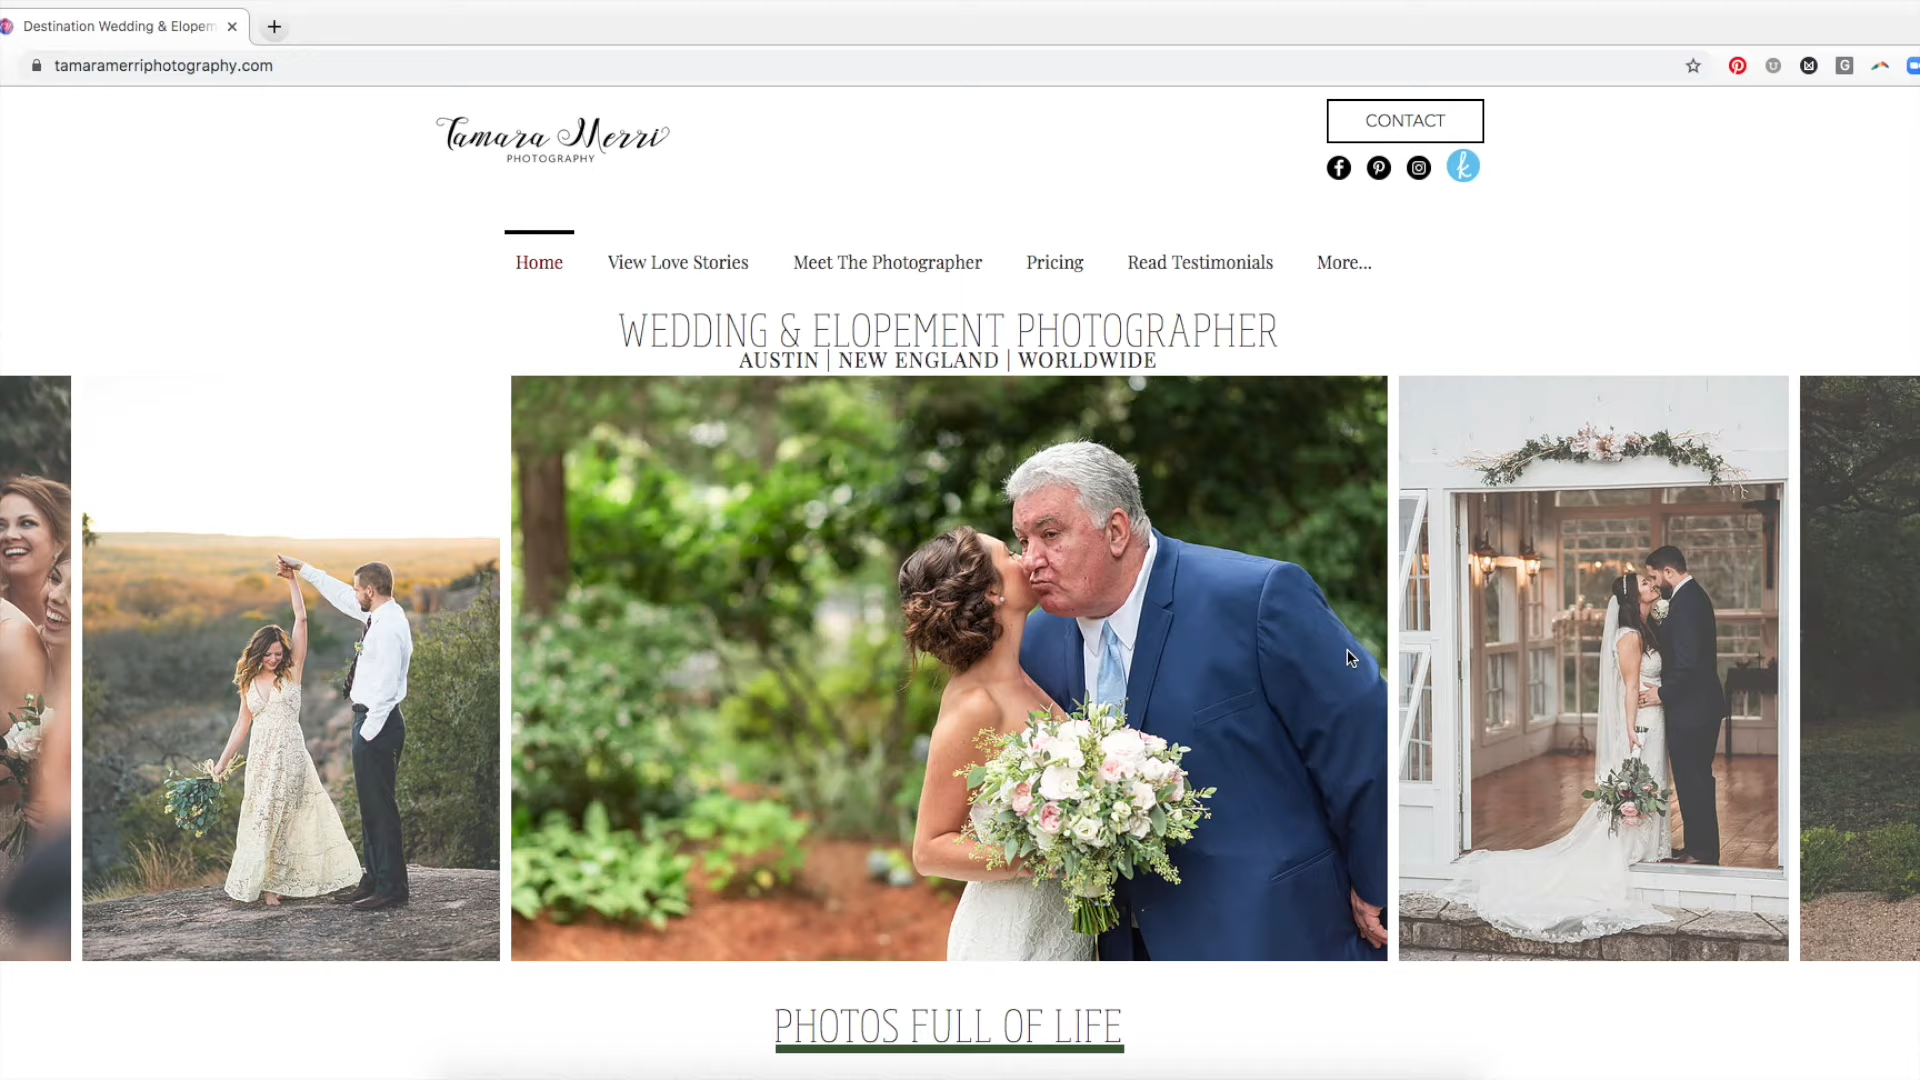 Destination Wedding & Elopem
tamaramerriphotography.com
Tamara Merri
PHOTOGRAPHY
CONTACT
Home View Love Stories Meet The Photographer Pricing Read Testimonials More...
WEDDING & ELOPEMENT PHOTOGRAPHER
AUSTIN | NEW ENGLAND | WORLDWIDE
PHOTOS FULL OF LIFE